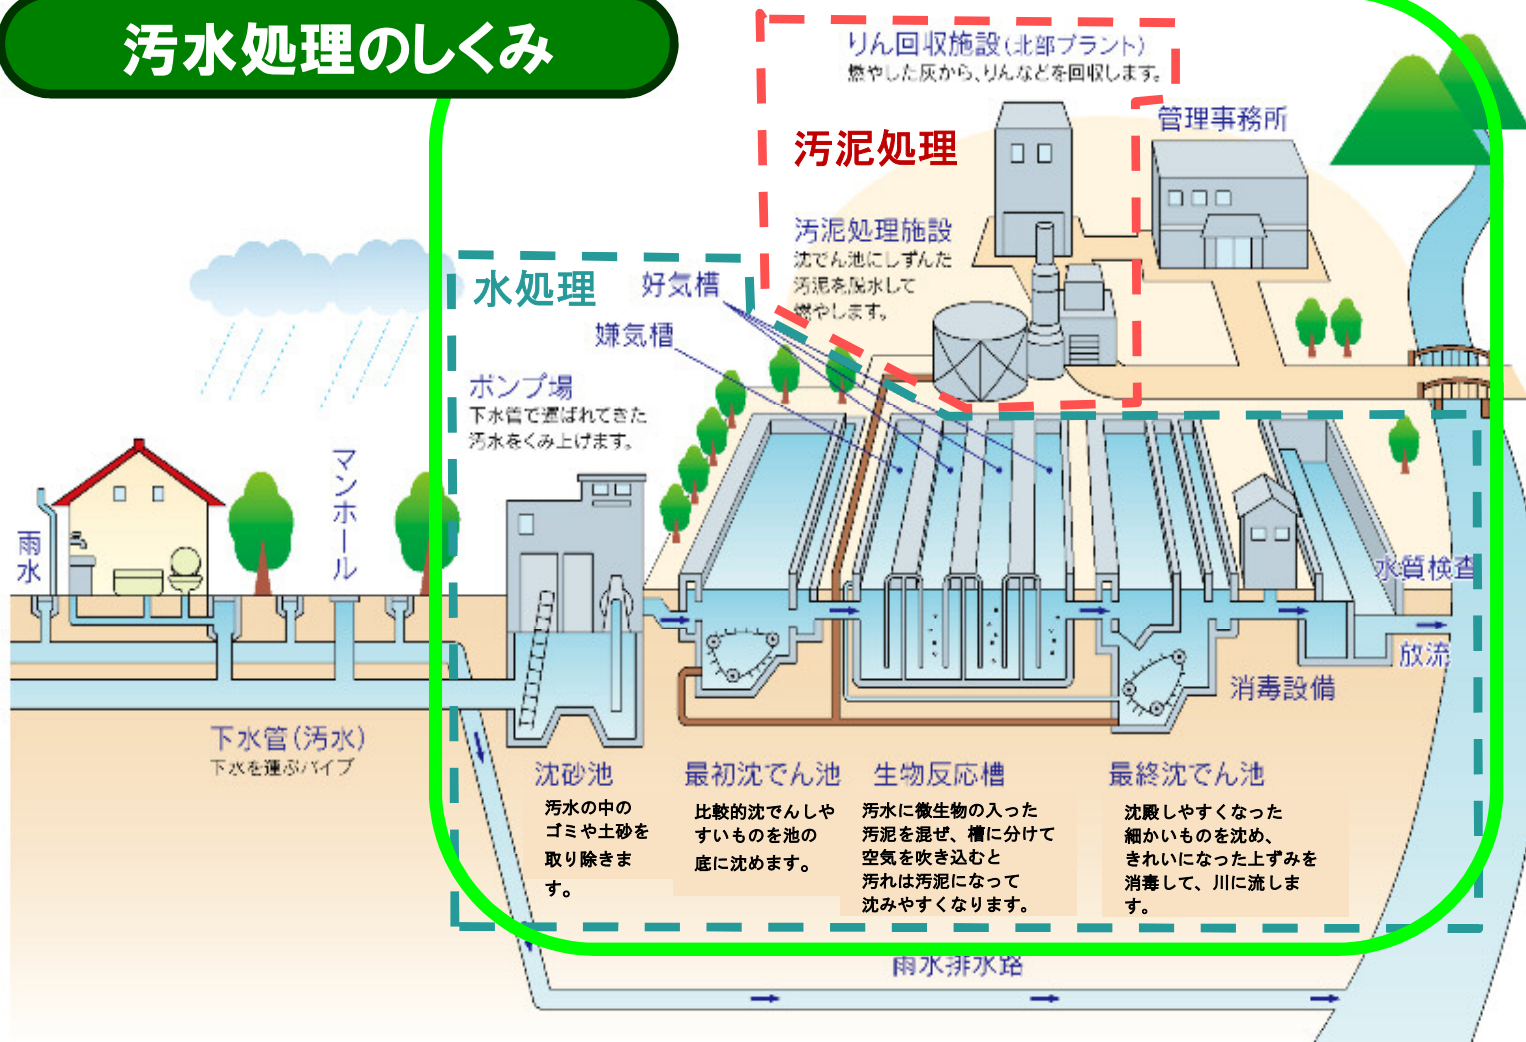 汚水処理のしくみ
りん回収施設(北部プラント)
燃やした灰から、りんなどを回収します。
管理事務所
汚泥処理
汚泥処理施設
沈でん池にしずんだ
汚泥を脱水して
燃やします。
水処理
好気槽
嫌気槽
ポンプ場
下水管で運ばれてきた
汚水をくみ上げます。
マンホール
雨水
水質検査
放流
消毒設備
下水管(汚水)
下水を運ぶパイプ
沈砂池
汚水の中の
ゴミや土砂を
取り除きま
す。
最初沈でん池
比較的沈でんしや
すいものを池の
底に沈めます。
生物反応槽
汚水に微生物の入った
汚泥を混ぜ、槽に分けて
空気を吹き込むと
汚れは汚泥になって
沈みやすくなります。
最終沈でん池
沈殿しやすくなった
細かいものを沈め、
きれいになった上ずみを
消毒して、川に流しま
す。
雨水排水路